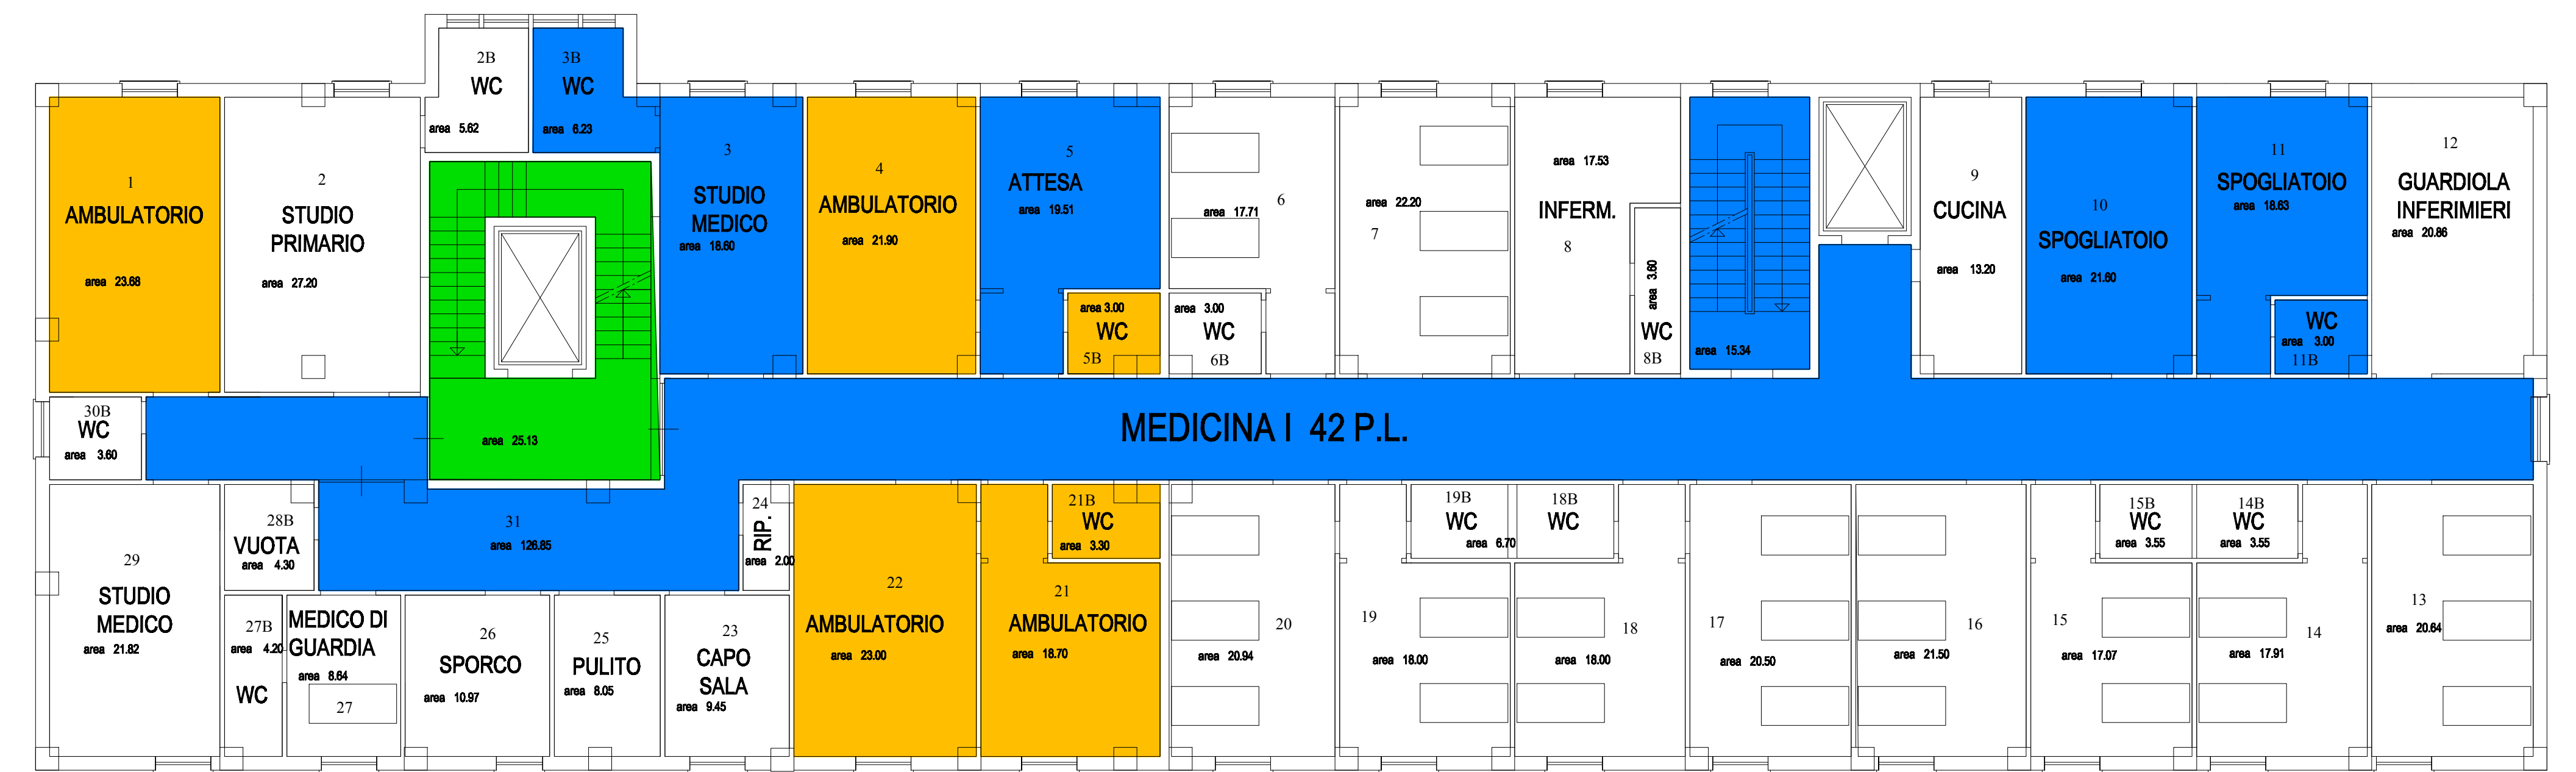 2B
WC
area 5.62
3B
WC
area 6.23
1
AMBULATORIO
area 23.68
2
STUDIO
PRIMARIO
area 27.20
3
STUDIO
MEDICO
area 18.60
4
AMBULATORIO
area 21.90
5
ATTESA
area 19.51
area 3.00
WC
5B
6
area 17.71
area 3.00
WC
6B
area 22.20
7
area 17.53
INFERM.
8
area 3.60
WC
8B
area 15.34
9
CUCINA
area 13.20
10
SPOGLIATOIO
area 21.60
11
SPOGLIATOIO
area 18.63
WC
area 3.00
11B
12
GUARDIOLA
INFERIMIERI
area 20.86
30B
WC
area 3.60
area 25.13
MEDICINA I 42 P.L.
29
STUDIO
MEDICO
area 21.82
28B
VUOTA
area 4.30
27B
area 4.20
WC
MEDICO DI
GUARDIA
area 8.64
27
31
area 126.85
26
SPORCO
area 10.97
25
PULITO
area 8.05
23
CAPO
SALA
area 9.45
24
RIP.
area 2.00
22
AMBULATORIO
area 23.00
21B
WC
area 3.30
21
AMBULATORIO
area 18.70
20
area 20.94
19B
WC
18B
WC
area 6.70
19
area 18.00
18
area 18.00
17
area 20.50
16
area 21.50
15B
WC
area 3.55
14B
WC
area 3.55
15
area 17.07
14
area 17.91
13
area 20.64